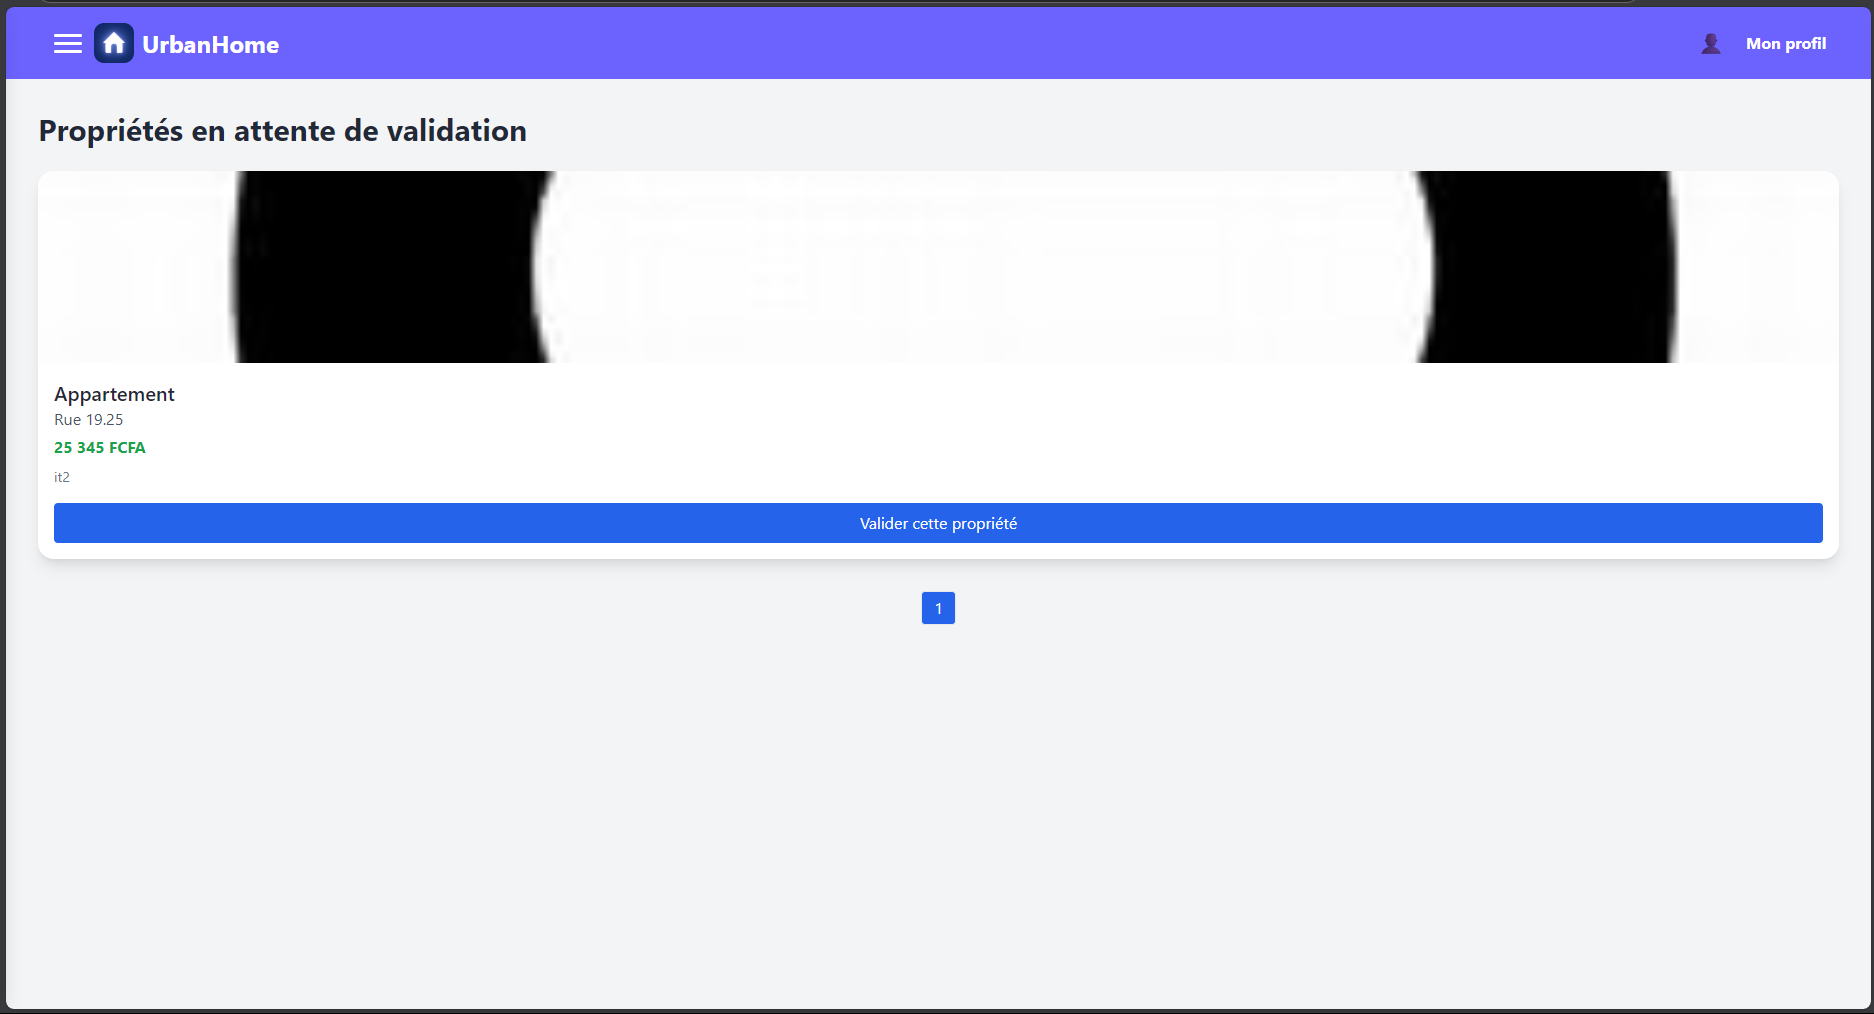 UrbanHome
Mon profil
Propriétés en attente de validation
Appartement
Rue 19.25
25 345 FCFA
it2
Valider cette propriété
1